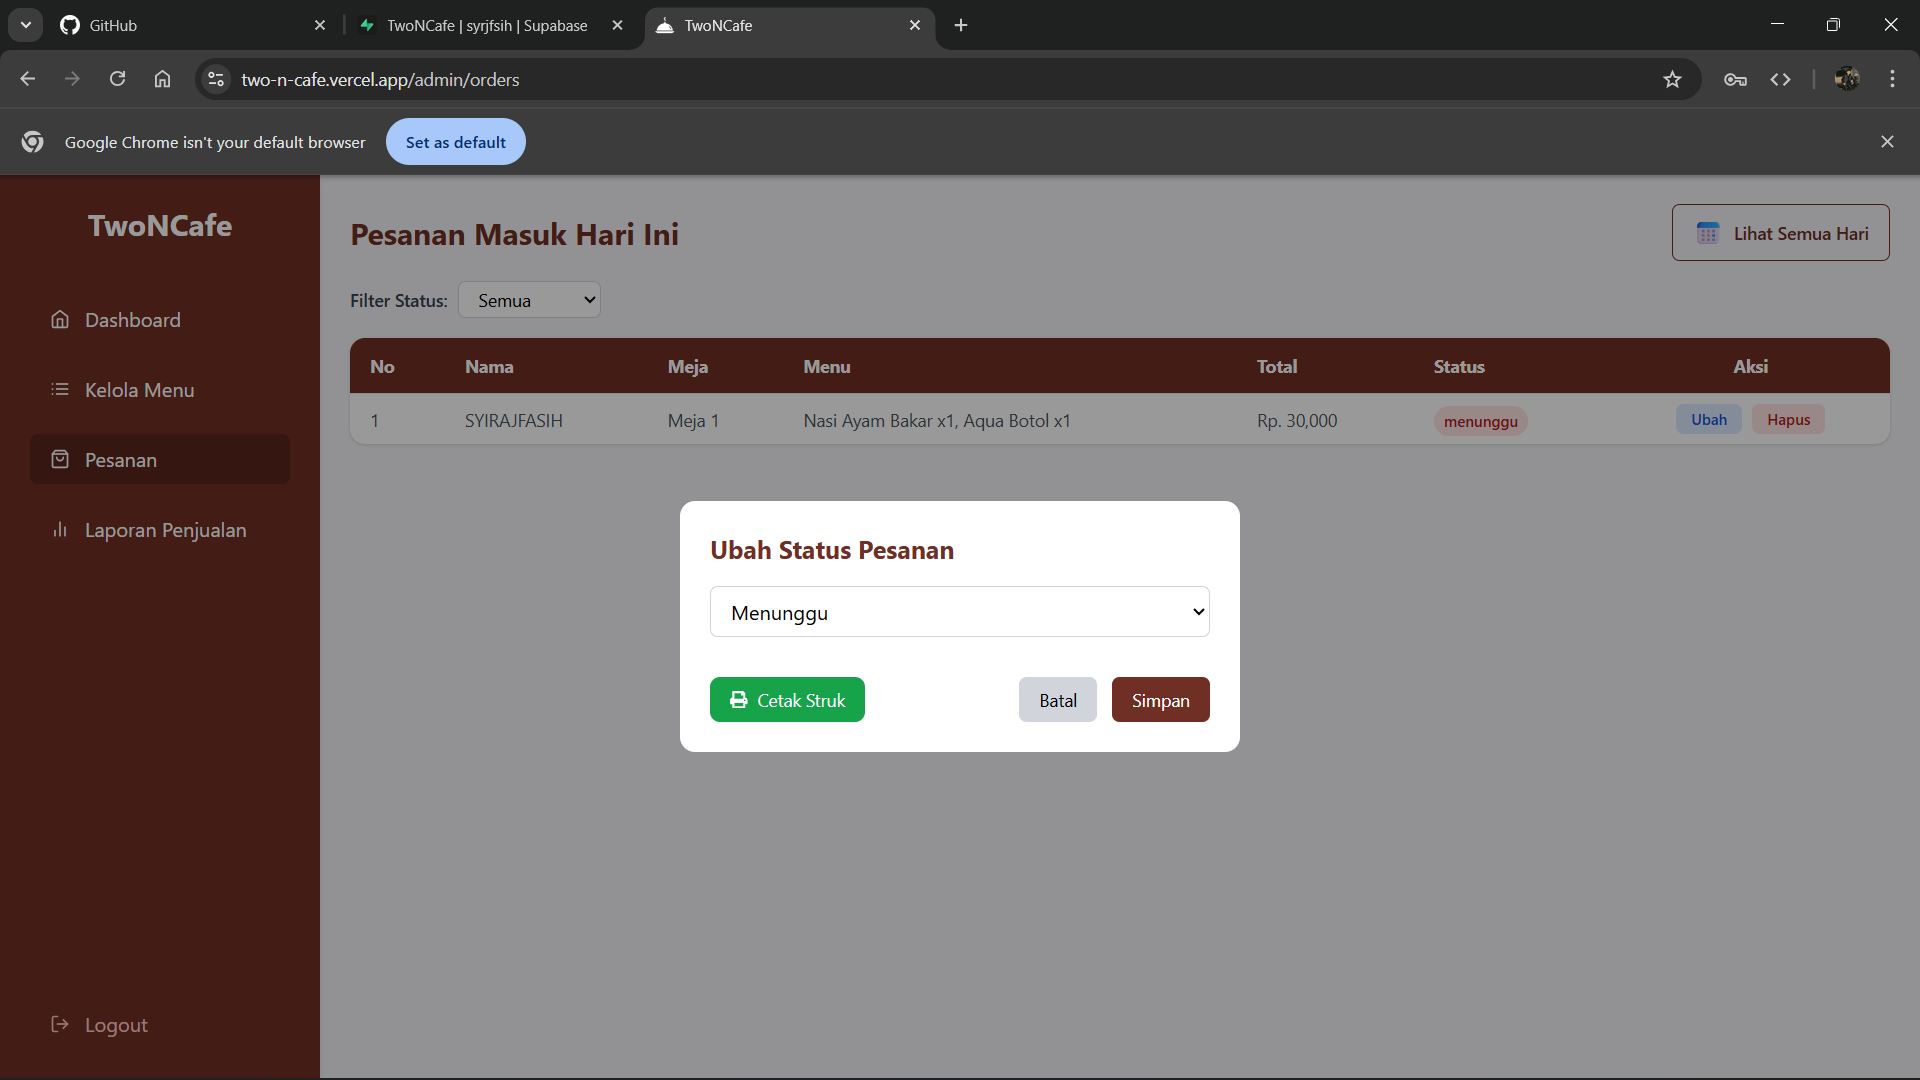 GitHub
TwoNCafe | syrjfsih | Supabase
TwoNCafe
two-n-cafe.vercel.app/admin/orders
Google Chrome isn't your default browser
Set as default
TwoNCafe
Dashboard
Kelola Menu
Pesanan
Laporan Penjualan
Logout
Pesanan Masuk Hari Ini
Lihat Semua Hari
Filter Status: Semua
No Nama Meja Menu Total Status Aksi
1 SYIRAJFASIH Meja 1 Nasi Ayam Bakar x1, Aqua Botol x1 Rp. 30,000 menunggu Ubah Hapus
Ubah Status Pesanan
Menunggu
Cetak Struk Batal Simpan